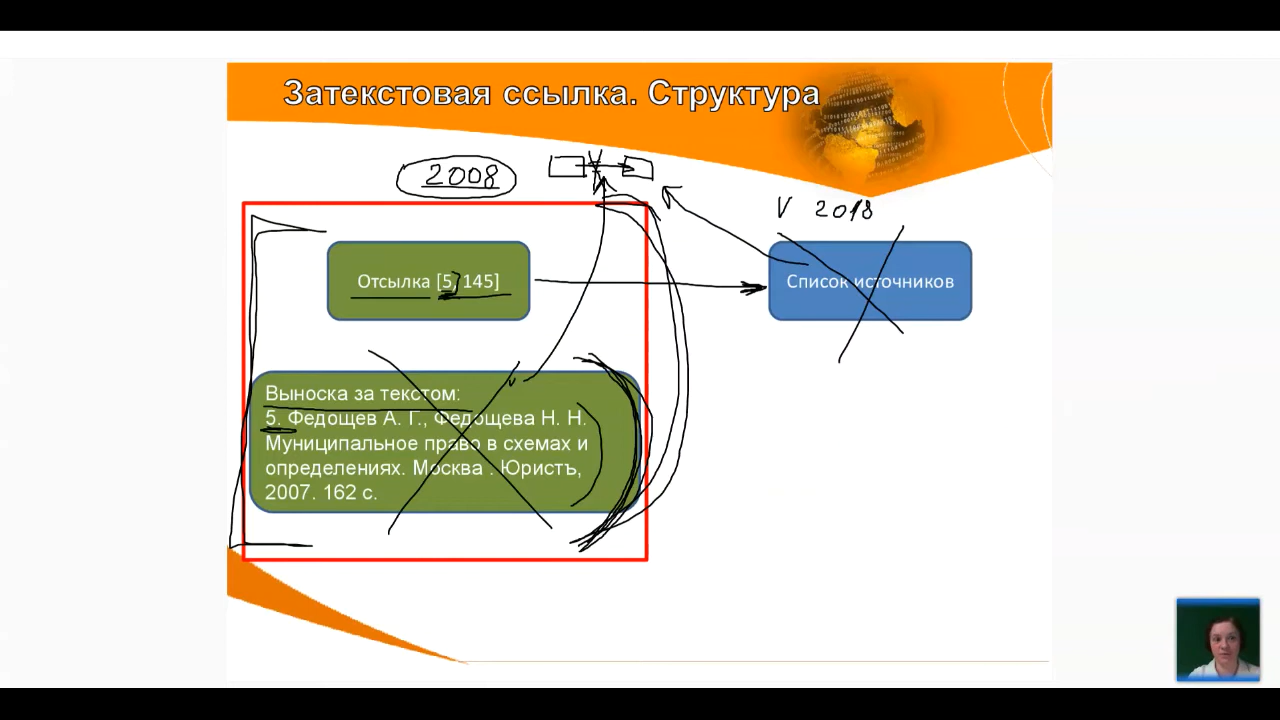 Затекстовая ссылка. Структура
2008
V 2018
Отсылка [5, 145]
Список источников
Выноска за текстом:
5. Федощев А. Г., Федощева Н. Н.
Муниципальное право в схемах и
определениях. Москва . Юристъ,
2007. 162 с.